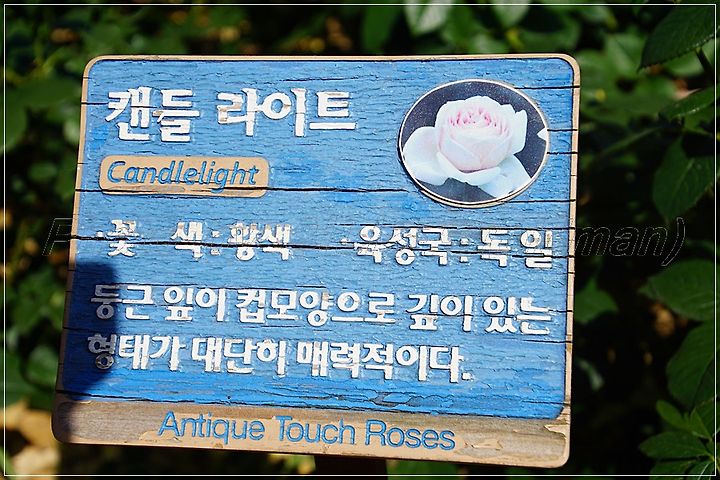 캔들 라이트
Candlelight
·꽃 색:황색 ·육성국:독일
둥근 잎이 컵모양으로 깊이 있는
형태가 대단히 매력적이다.
Antique Touch Roses
man)